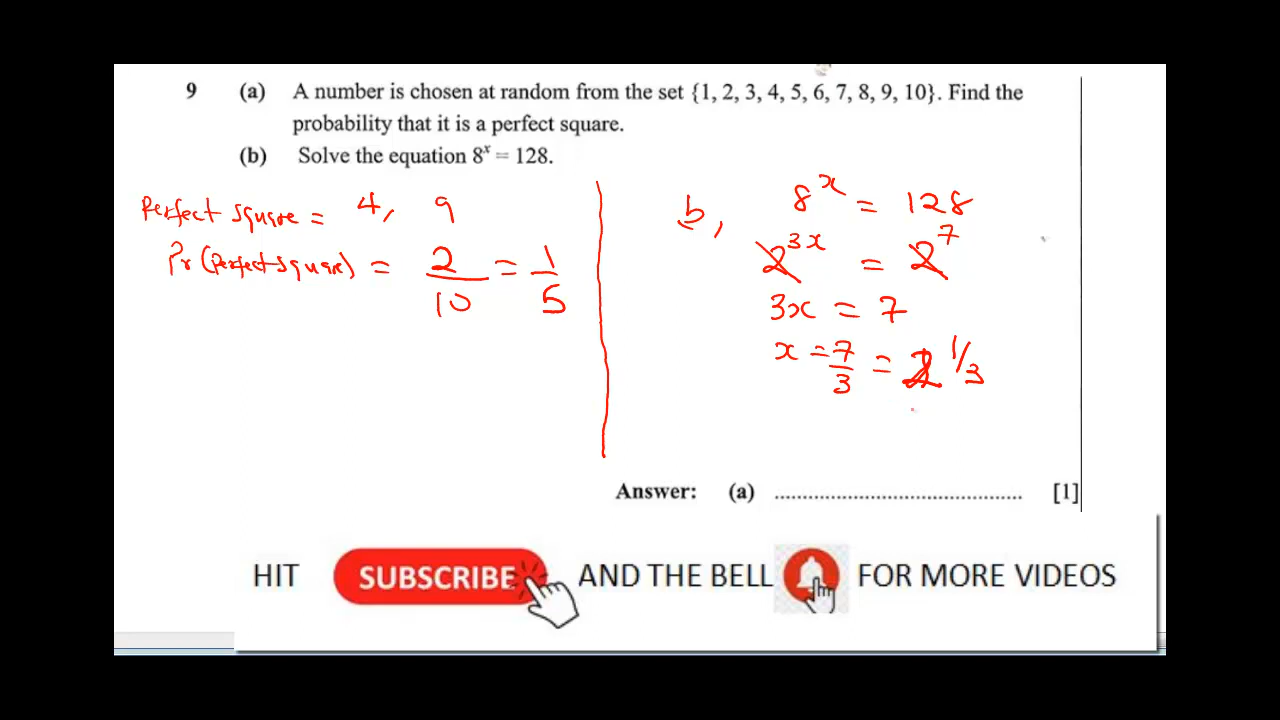 9 (a) A number is chosen at random from the set {1, 2, 3, 4, 5, 6, 7, 8, 9, 10}. Find the
probability that it is a perfect square.
(b) Solve the equation 8ˣ = 128.
Perfect square = 4, 9
Pr (Perfect square) = 2/10 = 1/5
b, 8ˣ = 128
2³ˣ = 2⁷
3x = 7
x = 7/3 = 2 1/3
Answer: (a) .......................................... [1]
HIT SUBSCRIBE AND THE BELL FOR MORE VIDEOS